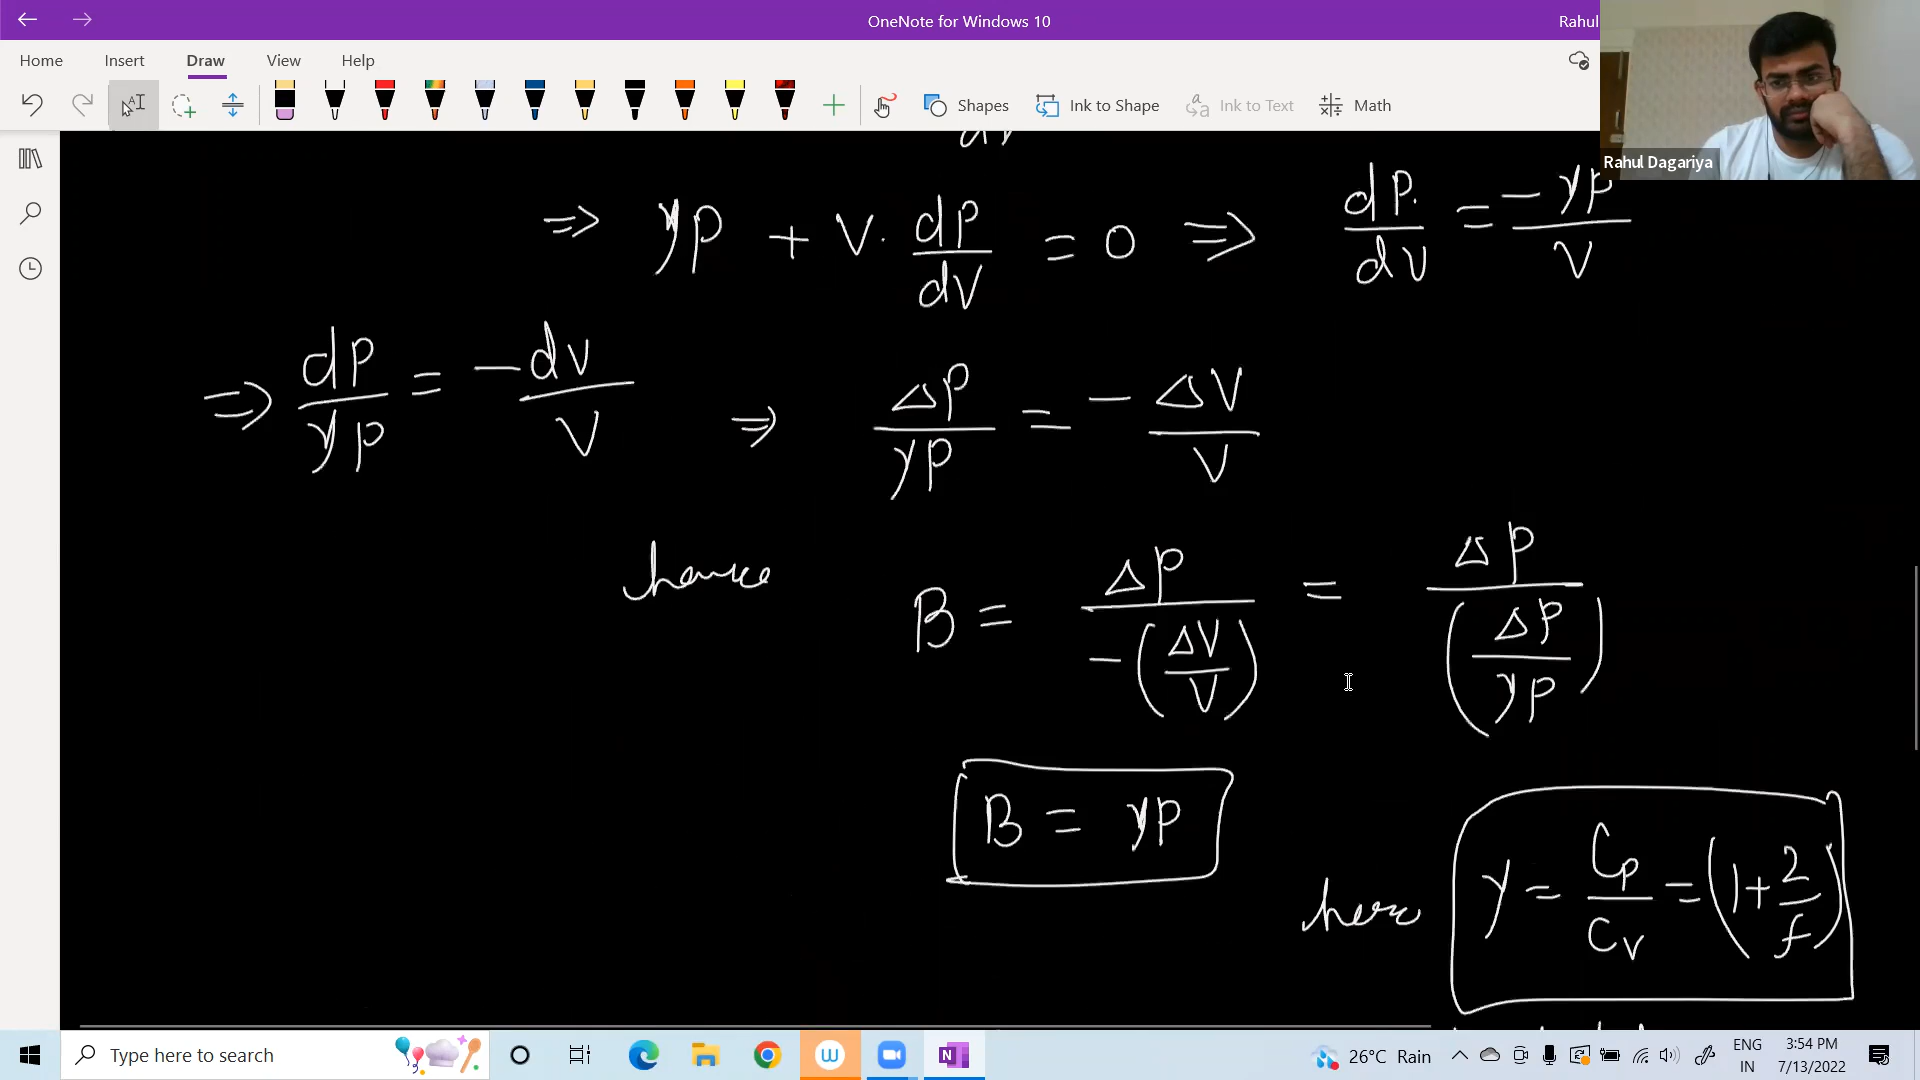 OneNote for Windows 10
Rahul
Home Insert Draw View Help
Shapes Ink to Shape Ink to Text Math
Rahul Dagariya
=> γP + V · dP/dV = 0 => dP/dV = -γP/V
=> dP/γP = -dV/V => ΔP/γP = - ΔV/V
hence B = ΔP/-(ΔV/V) = ΔP/(ΔP/γP)
B = γP
here γ = Cp/Cv = (1+2/f)
Type here to search
26°C Rain
ENG
IN
3:54 PM
7/13/2022